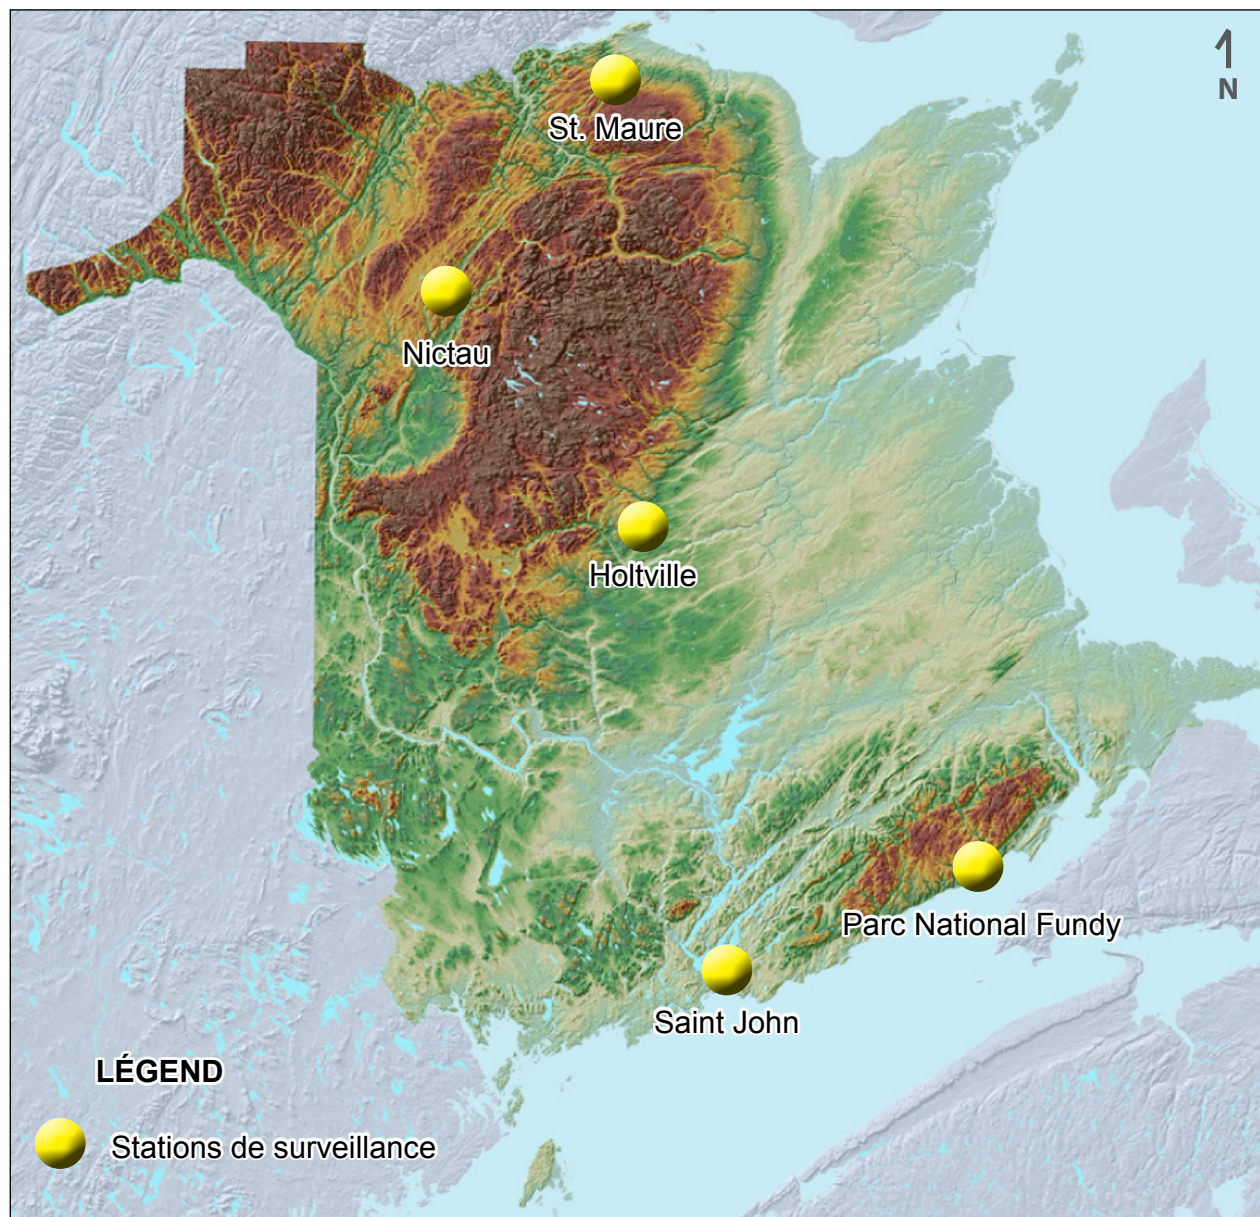 N
St. Maure
Nictau
Holtville
Parc National Fundy
Saint John
LÉGEND
Stations de surveillance